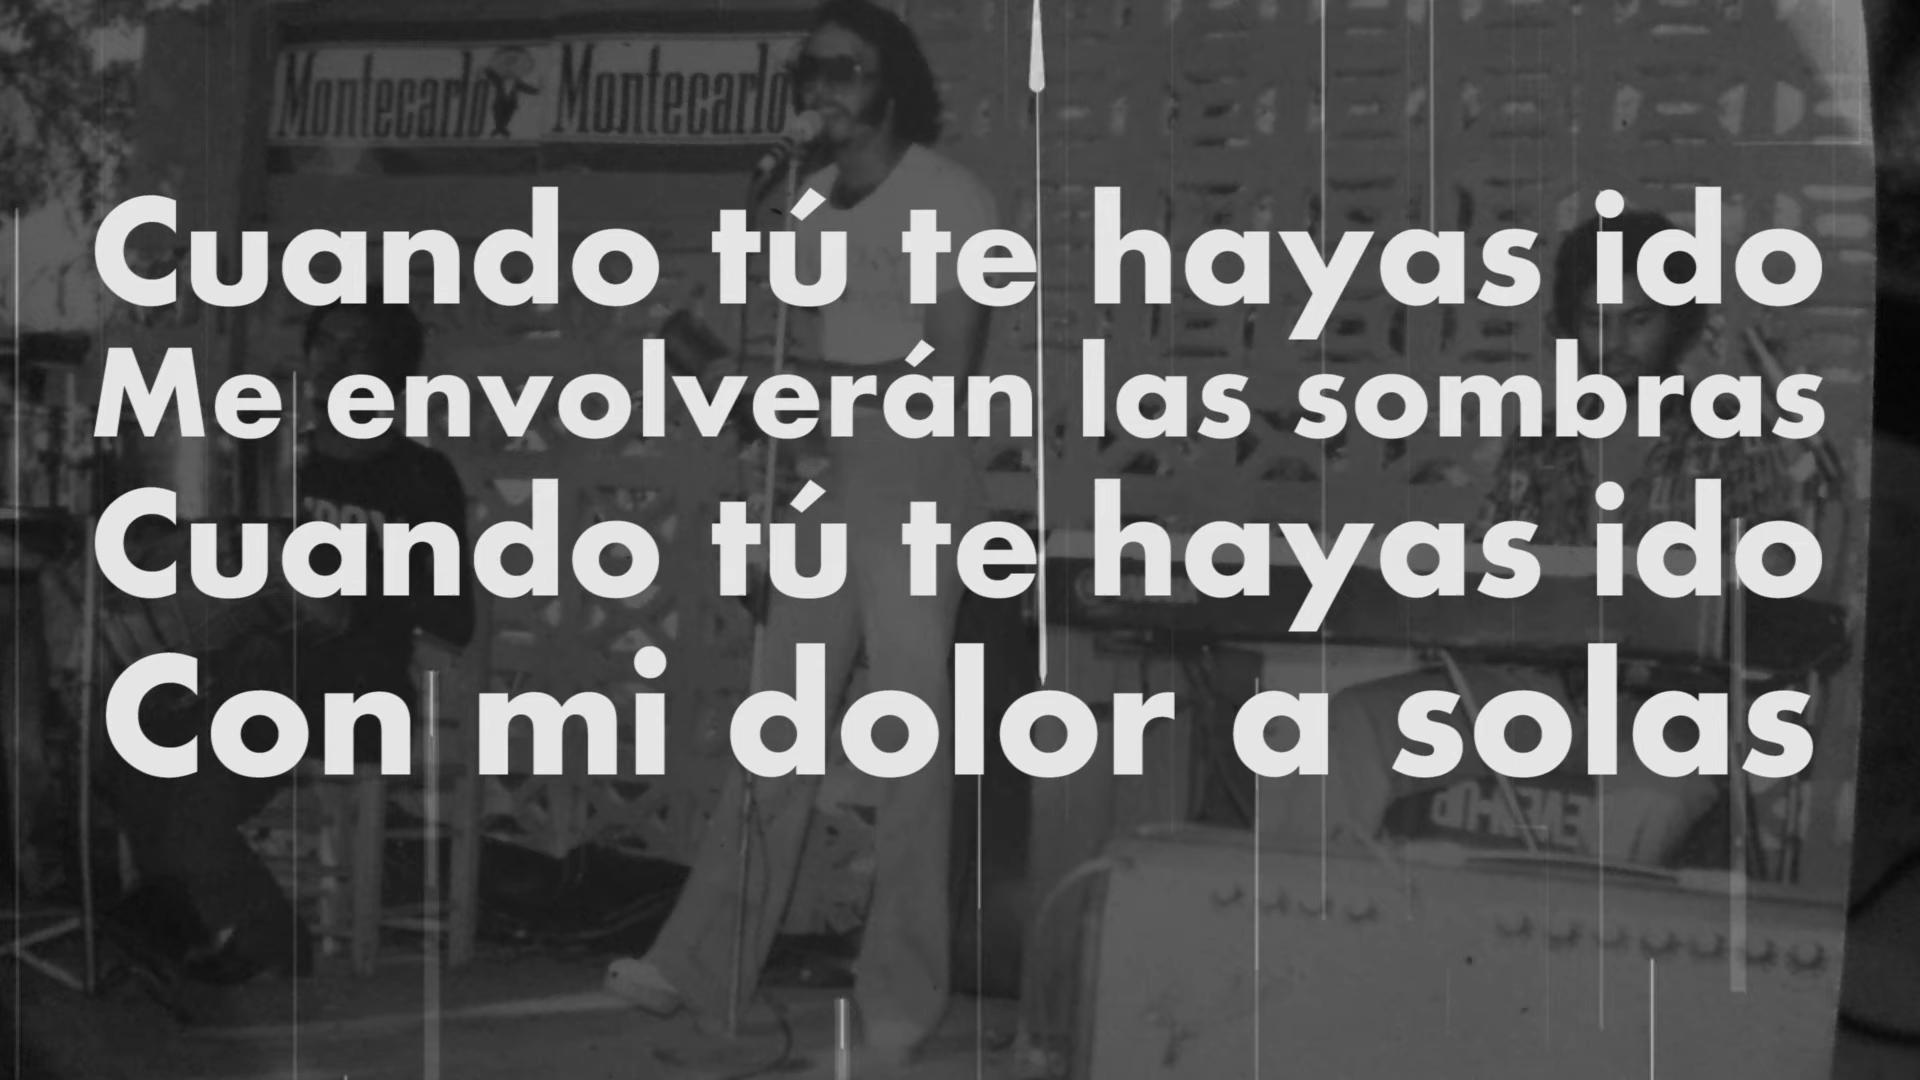 Montecarlo Montecarlo
Cuando tú te hayas ido
Me envolverán las sombras
Cuando tú te hayas ido
Con mi dolor a solas